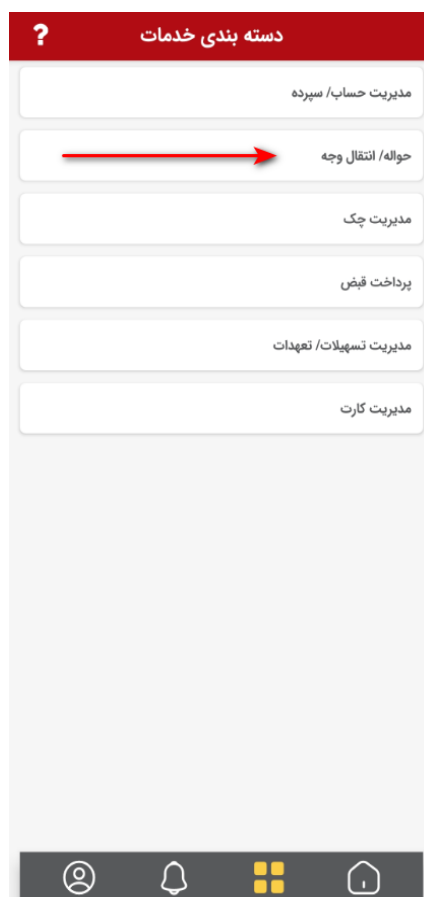 دسته بندی خدمات ?
مدیریت حساب/ سپرده
حواله/ انتقال وجه
مدیریت چک
پرداخت قبض
مدیریت تسهیلات/ تعهدات
مدیریت کارت